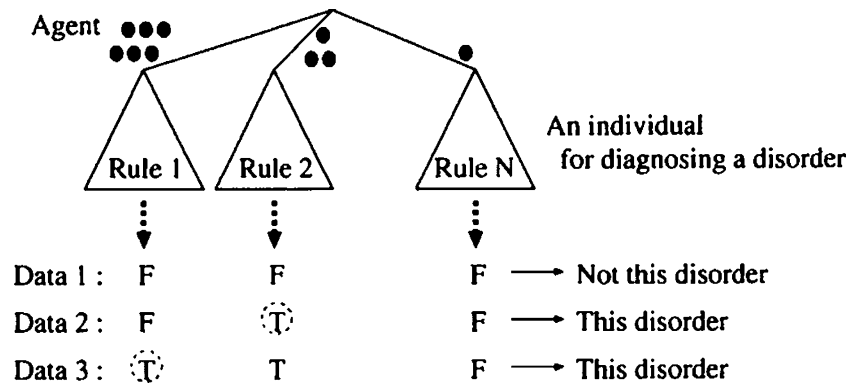 Agent
Rule 1 Rule 2 Rule N
An individual
for diagnosing a disorder
Data 1 : F F F Not this disorder
Data 2 : F T F This disorder
Data 3 : T T F This disorder